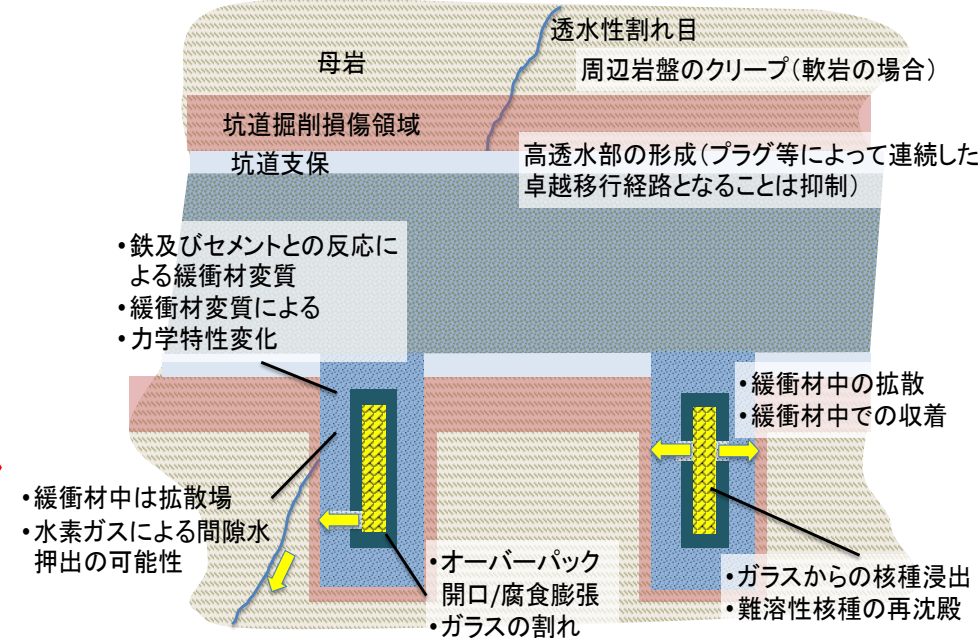 透水性割れ目
母岩
周辺岩盤のクリープ（軟岩の場合）
坑道掘削損傷領域
坑道支保
高透水部の形成（プラグ等によって連続した
卓越移行経路となることは抑制）
•鉄及びセメントとの反応に
よる緩衝材変質
•緩衝材変質による
•力学特性変化
•緩衝材中の拡散
•緩衝材中での収着
•緩衝材中は拡散場
•水素ガスによる間隙水
押出の可能性
•オーバーパック
開口/腐食膨張
•ガラスの割れ
•ガラスからの核種浸出
•難溶性核種の再沈殿